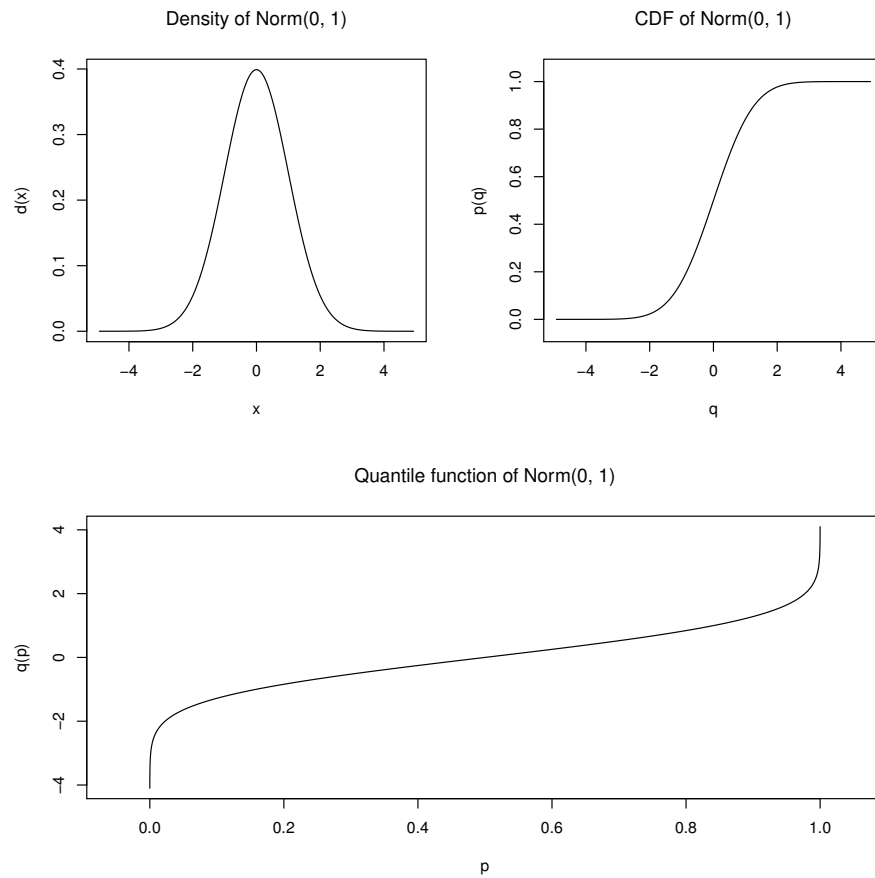 Density of Norm(0, 1)
d(x)
0.4
0.3
0.2
0.1
0.0
−4 −2 0 2 4
x
CDF of Norm(0, 1)
p(q)
1.0
0.8
0.6
0.4
0.2
0.0
−4 −2 0 2 4
q
Quantile function of Norm(0, 1)
q(p)
4
2
0
−2
−4
0.0 0.2 0.4 0.6 0.8 1.0
p